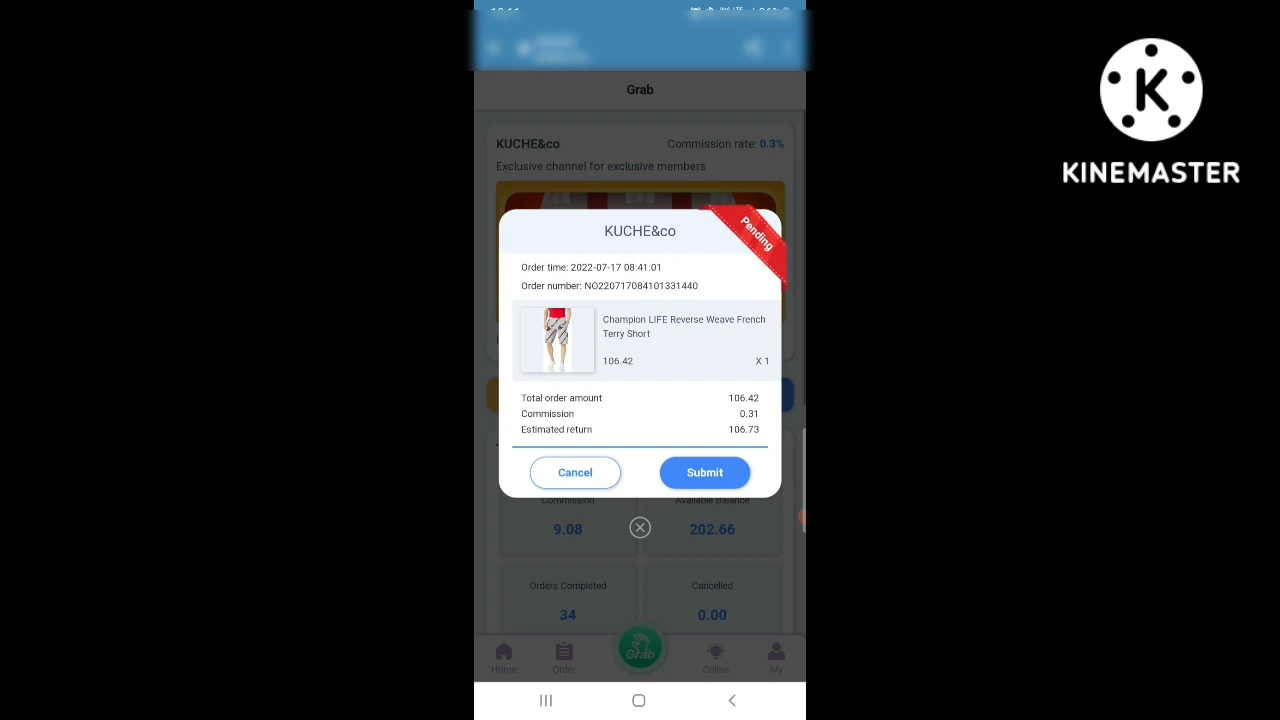 Grab
KUCHE&co
Commission rate: 0.3%
Exclusive channel for exclusive members
KUCHE&co
Pending
Order time: 2022-07-17 08:41:01
Order number: NO220717084101331440
Champion LIFE Reverse Weave French
Terry Short
106.42 X 1
Total order amount 106.42
Commission 0.31
Estimated return 106.73
Cancel Submit
Commission Available Balance
9.08 202.66
Orders Completed Cancelled
34 0.00
Grab
Home Order Online My
K
KINEMASTER